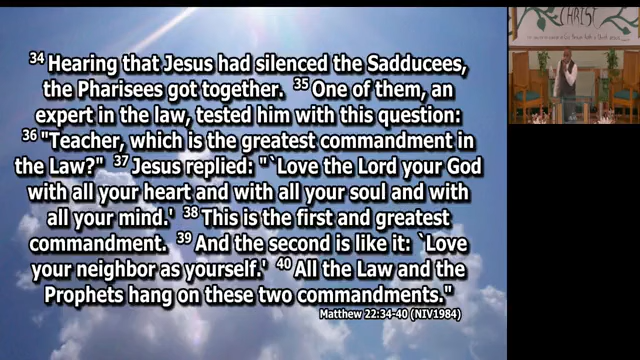 34 Hearing that Jesus had silenced the Sadducees,
the Pharisees got together. 35 One of them, an
expert in the law, tested him with this question:
36 "Teacher, which is the greatest commandment in
the Law?" 37 Jesus replied: "`Love the Lord your God
with all your heart and with all your soul and with
all your mind.' 38 This is the first and greatest
commandment. 39 And the second is like it: `Love
your neighbor as yourself.' 40 All the Law and the
Prophets hang on these two commandments."
Matthew 22:34-40 (NIV1984)
CHRIST